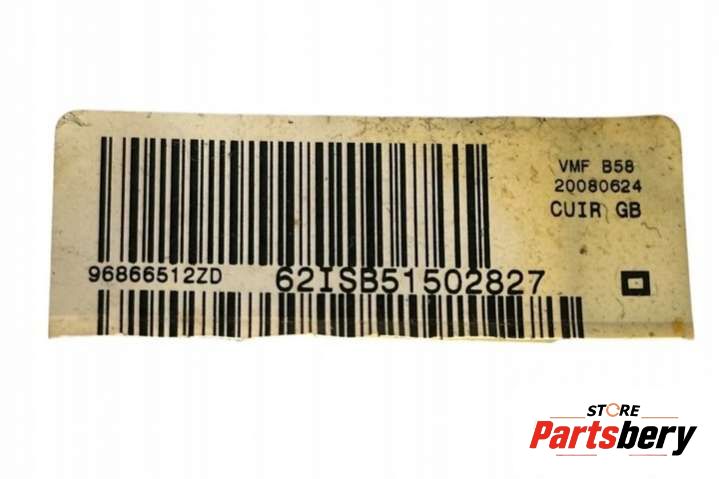 VMF B58
20080624
CUIR GB
96866512ZD 62ISB51502827
STORE
Partsbery